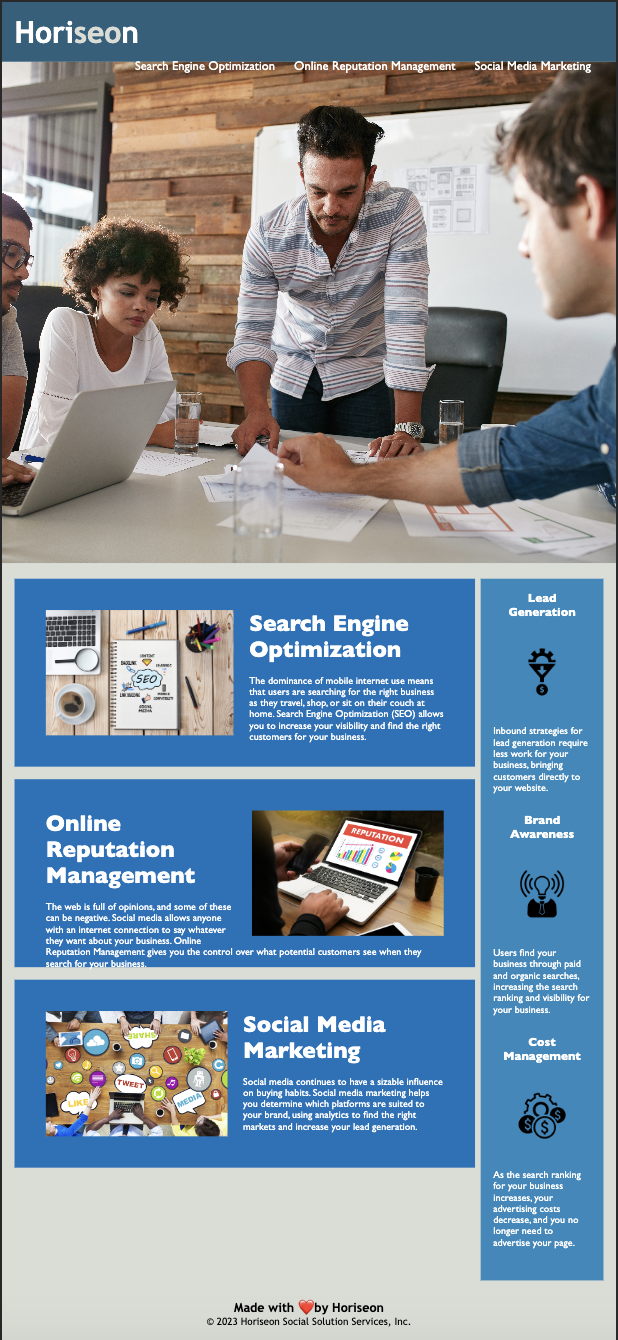 Horiseon
Search Engine Optimization Online Reputation Management Social Media Marketing
Search Engine
Optimization
The dominance of mobile internet use means
that users are searching for the right business
as they travel, shop, or sit on their couch at
home. Search Engine Optimization (SEO) allows
you to increase your visibility and find the right
customers for your business.
SEO
CONTENT
BACKLINK
LINK BUILDING
SOCIAL
MEDIA
MOBILE
COMPATIBILITY
Online
Reputation
Management
The web is full of opinions, and some of these
can be negative. Social media allows anyone
with an internet connection to say whatever
they want about your business. Online
Reputation Management gives you the control over what potential customers see when they
search for your business.
REPUTATION
Social Media
Marketing
Social media continues to have a sizable influence
on buying habits. Social media marketing helps
you determine which platforms are suited to
your brand, using analytics to find the right
markets and increase your lead generation.
SHARE
TWEET
LIKE
MEDIA
Lead
Generation
Inbound strategies for
lead generation require
less work for your
business, bringing
customers directly to
your website.
Brand
Awareness
Users find your
business through paid
and organic searches,
increasing the search
ranking and visibility for
your business.
Cost
Management
As the search ranking
for your business
increases, your
advertising costs
decrease, and you no
longer need to
advertise your page.
Made with ❤️by Horiseon
© 2023 Horiseon Social Solution Services, Inc.